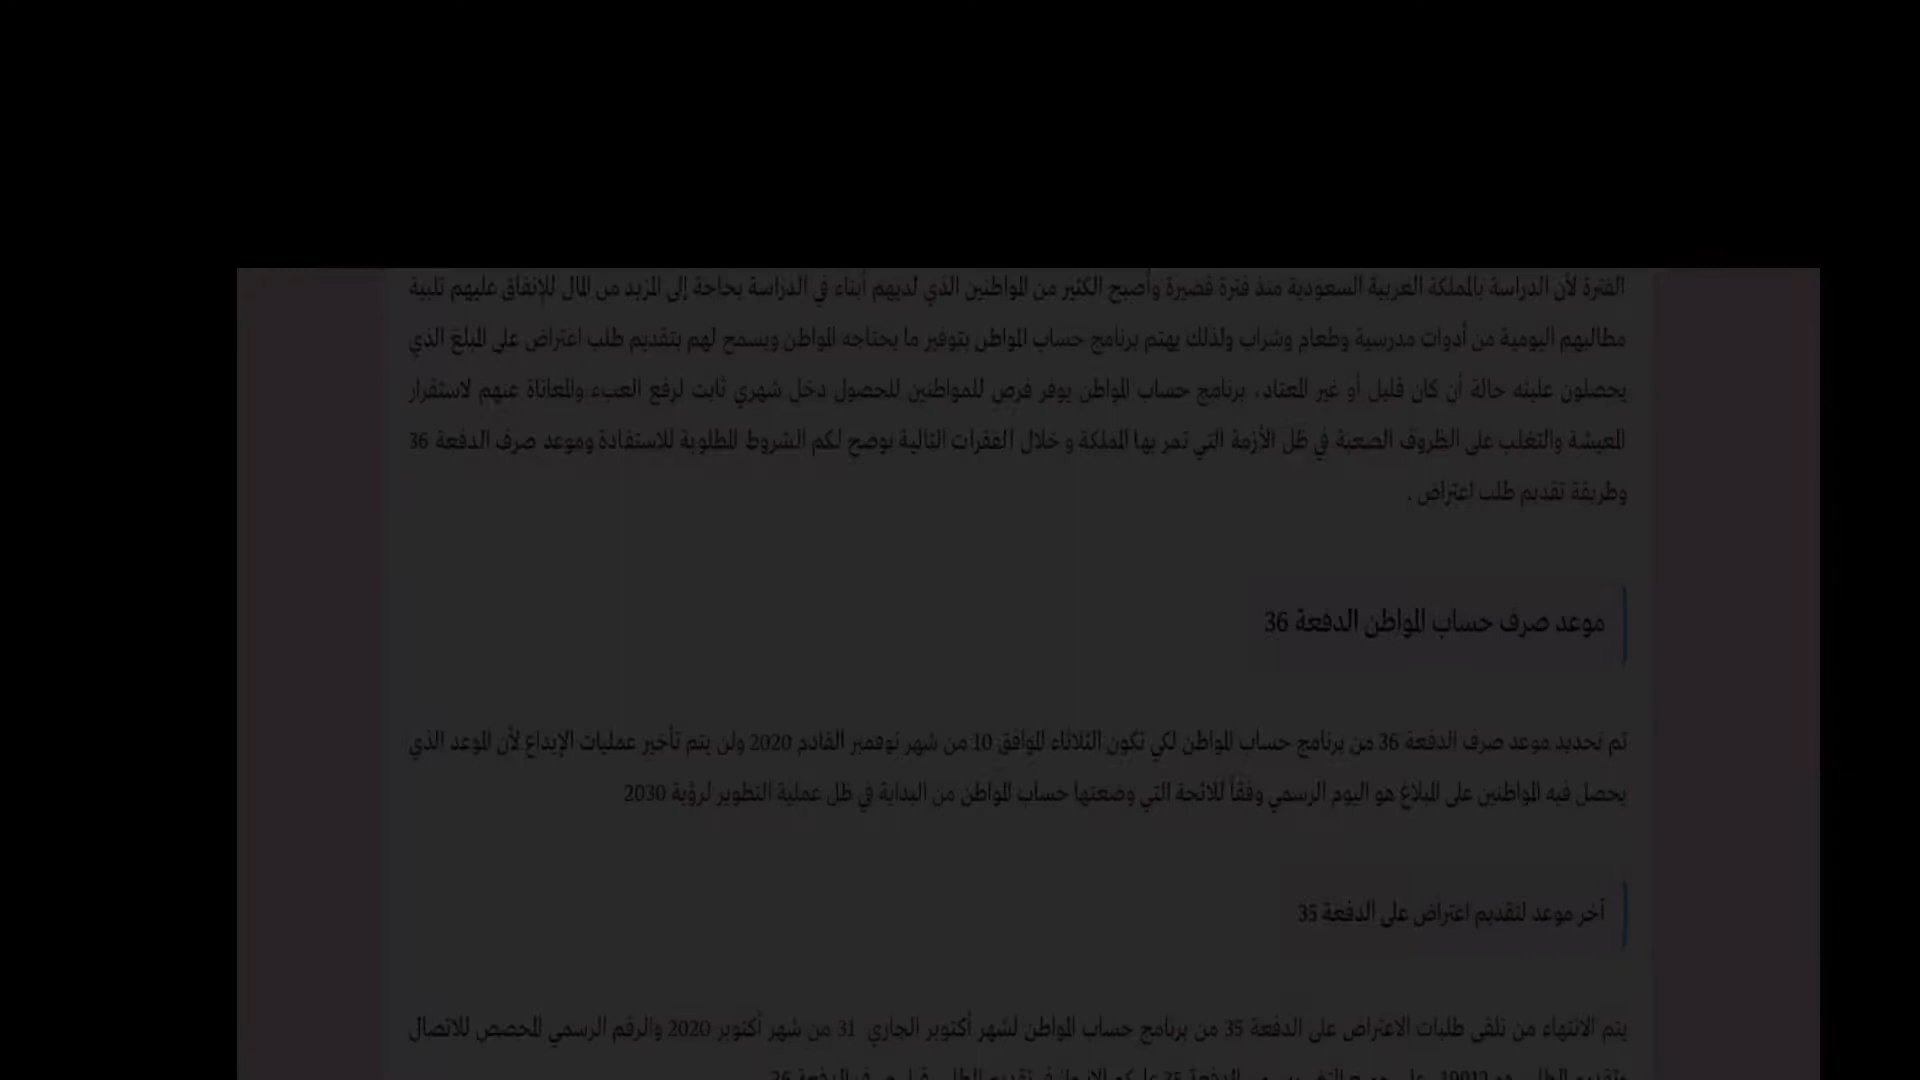 الفترة لأن الدراسة بالمملكة العربية السعودية منذ فترة قصيرة وأصبح الكثير من المواطنين الذي لديهم أبناء في الدراسة بحاجة إلى المزيد من المال للإنفاق عليهم تلبية
مطالبهم اليومية من أدوات مدرسية وطعام وشراب ولذلك يهتم برنامج حساب المواطن بتوفير ما يحتاجه المواطن ويسمح لهم بتقديم طلب اعتراض على المبلغ الذي
يحصلون عليه حالة أن كان قليل أو غير المعتاد، برنامج حساب المواطن يوفر فرص للمواطنين للحصول دخل شهري ثابت لرفع العبء والمعاناة عنهم لاستقرار
المعيشة والتغلب على الظروف الصعبة في ظل الأزمة التي تمر بها المملكة و خلال الفقرات التالية نوضح لكم الشروط المطلوبة للاستفادة وموعد صرف الدفعة 36
وطريقة تقديم طلب اعتراض .
موعد صرف حساب المواطن الدفعة 36
تم تحديد موعد صرف الدفعة 36 من برنامج حساب المواطن لكي تكون الثلاثاء الموافق 10 من شهر نوفمبر القادم 2020 ولن يتم تأخير عمليات الإيداع لأن الموعد الذي
يحصل فيه المواطنين على المبلاغ هو اليوم الرسمي وفقاً للائحة التي وضعتها حساب المواطن من البداية في ظل عملية التطوير لرؤية 2030
أخر موعد لتقديم اعتراض على الدفعة 35
يتم الانتهاء من تلقى طلبات الاعتراض على الدفعة 35 من برنامج حساب المواطن لشهر أكتوبر الجاري 31 من شهر أكتوبر 2020 والرقم الرسمي المخصص للاتصال